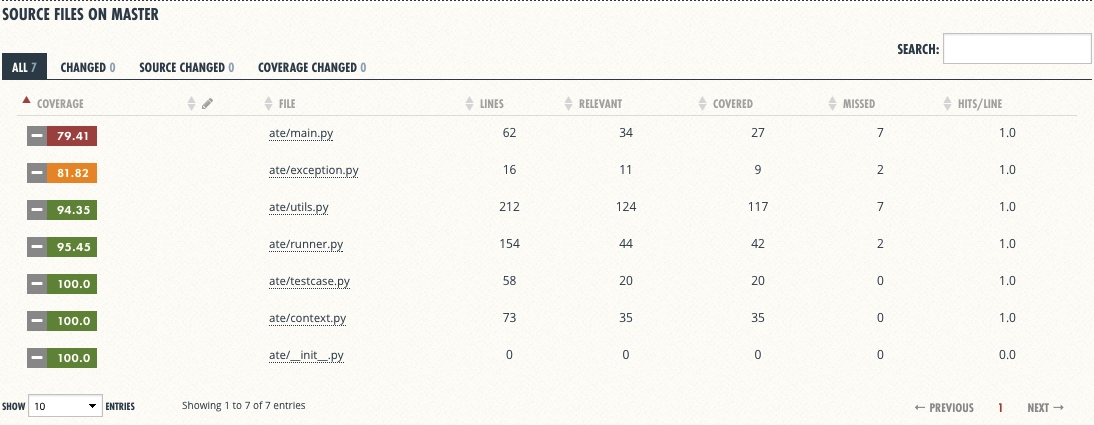 SOURCE FILES ON MASTER
SEARCH:
ALL 7 CHANGED 0 SOURCE CHANGED 0 COVERAGE CHANGED 0
COVERAGE FILE LINES RELEVANT COVERED MISSED HITS/LINE
79.41 ate/main.py 62 34 27 7 1.0
81.82 ate/exception.py 16 11 9 2 1.0
94.35 ate/utils.py 212 124 117 7 1.0
95.45 ate/runner.py 154 44 42 2 1.0
100.0 ate/testcase.py 58 20 20 0 1.0
100.0 ate/context.py 73 35 35 0 1.0
100.0 ate/__init__.py 0 0 0 0 0.0
SHOW 10 ENTRIES Showing 1 to 7 of 7 entries ← PREVIOUS 1 NEXT →